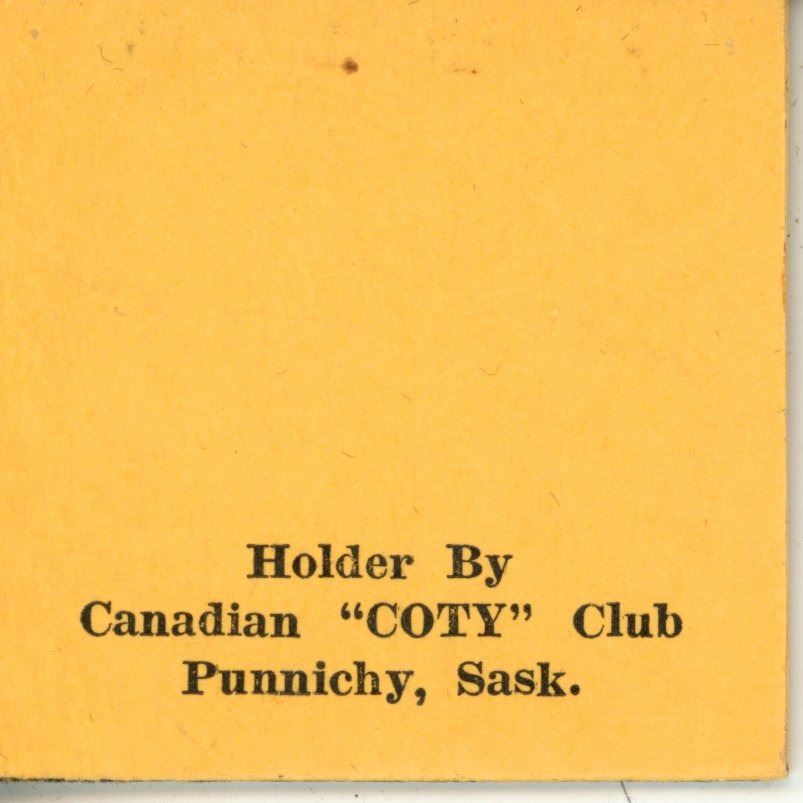 Holder By
Canadian “COTY” Club
Punnichy, Sask.